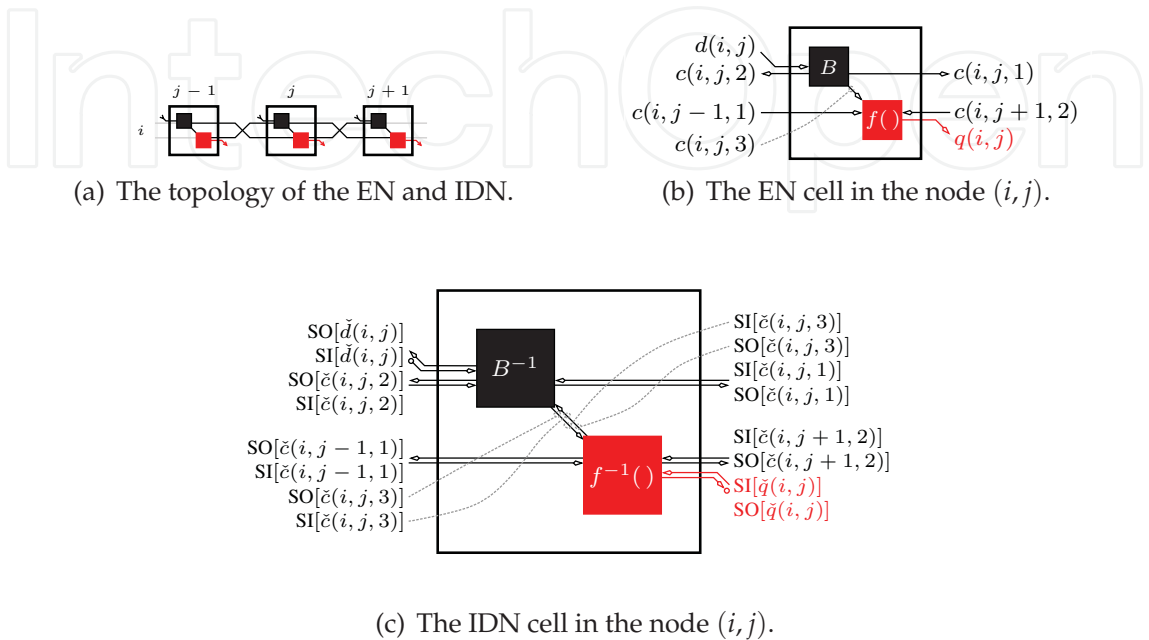 IntechOpen
j − 1
j
j + 1
i
(a) The topology of the EN and IDN.
d(i, j)
c(i, j, 2)
B
c(i, j, 1)
c(i, j − 1, 1)
f()
c(i, j + 1, 2)
c(i, j, 3)
q(i, j)
(b) The EN cell in the node (i, j).
SO[ď(i, j)]
SI[ď(i, j)]
SO[č(i, j, 2)]
SI[č(i, j, 2)]
SO[č(i, j − 1, 1)]
SI[č(i, j − 1, 1)]
SO[č(i, j, 3)]
SI[č(i, j, 3)]
B⁻¹
f⁻¹()
SI[č(i, j, 3)]
SO[č(i, j, 3)]
SI[č(i, j, 1)]
SO[č(i, j, 1)]
SI[č(i, j + 1, 2)]
SO[č(i, j + 1, 2)]
SI[q̌(i, j)]
SO[q̌(i, j)]
(c) The IDN cell in the node (i, j).